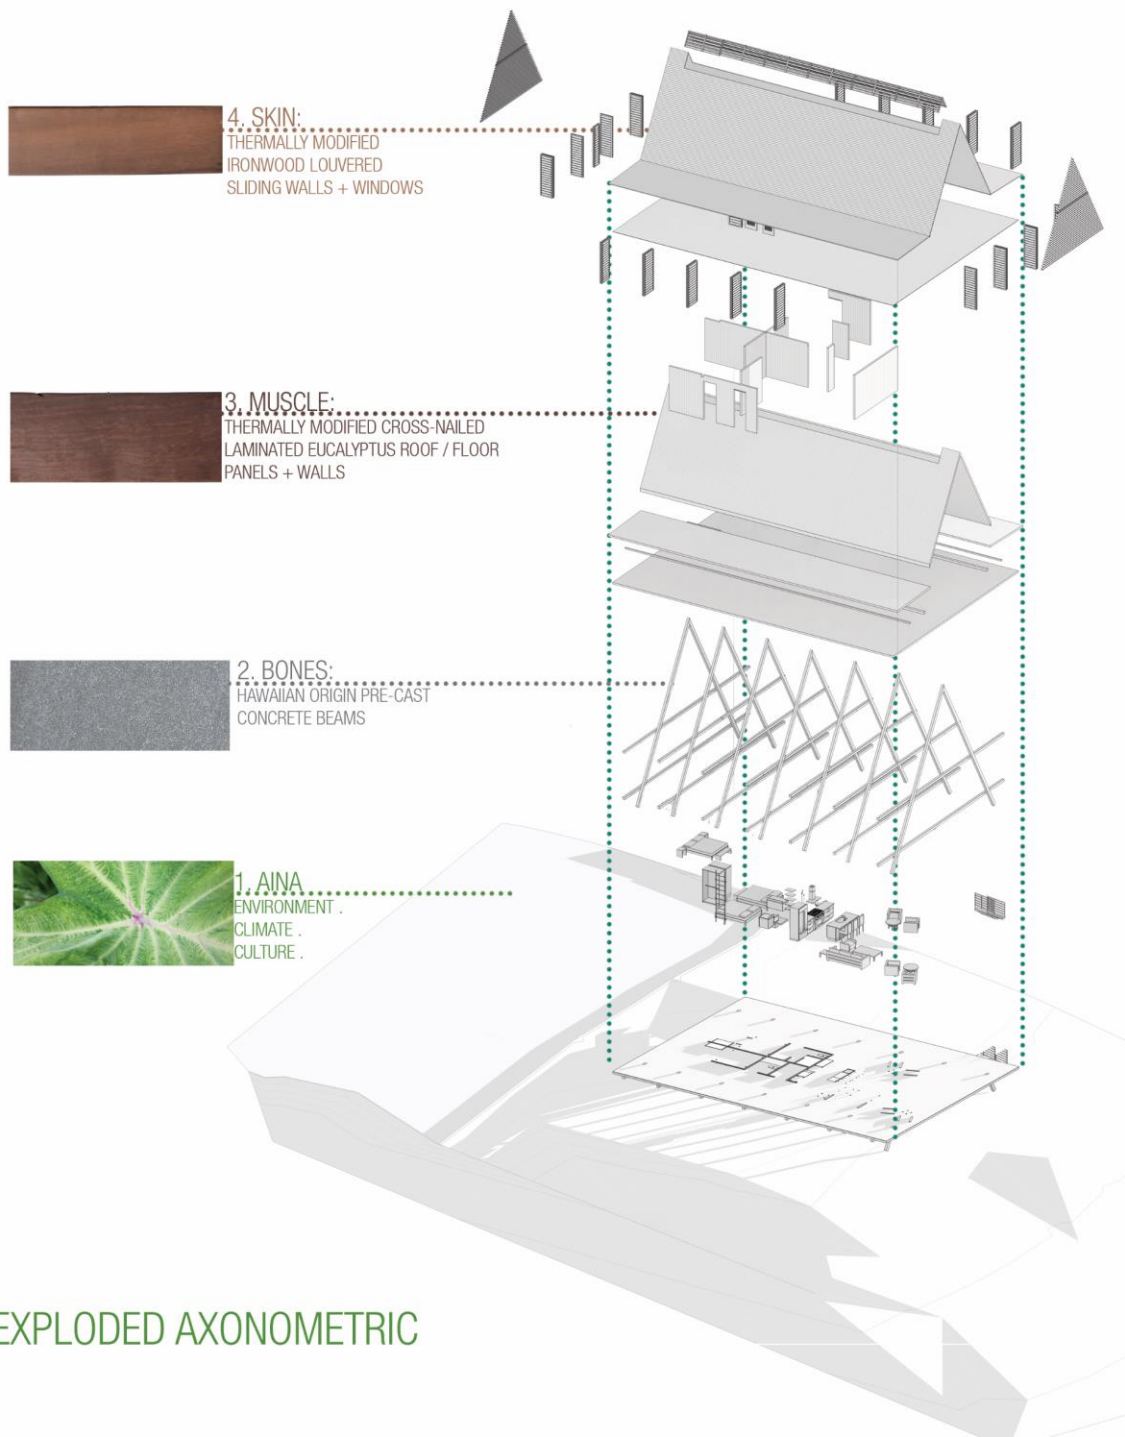 4. SKIN:
THERMALLY MODIFIED
IRONWOOD LOUVERED
SLIDING WALLS + WINDOWS
3. MUSCLE:
THERMALLY MODIFIED CROSS-NAILED
LAMINATED EUCALYPTUS ROOF / FLOOR
PANELS + WALLS
2. BONES:
HAWAIIAN ORIGIN PRE-CAST
CONCRETE BEAMS
1. AINA
ENVIRONMENT .
CLIMATE .
CULTURE .
EXPLODED AXONOMETRIC